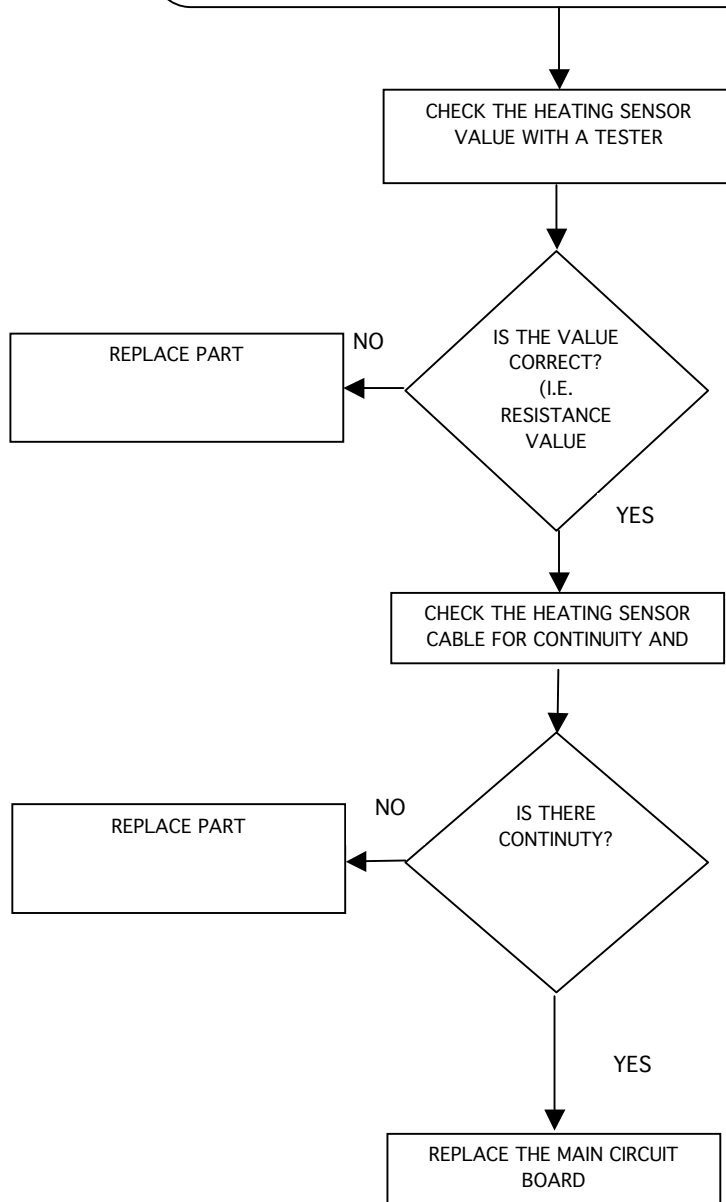 CHECK THE HEATING SENSOR
VALUE WITH A TESTER
IS THE VALUE
CORRECT?
(I.E.
RESISTANCE
VALUE
NO
REPLACE PART
YES
CHECK THE HEATING SENSOR
CABLE FOR CONTINUITY AND
IS THERE
CONTINUTY?
NO
REPLACE PART
YES
REPLACE THE MAIN CIRCUIT
BOARD